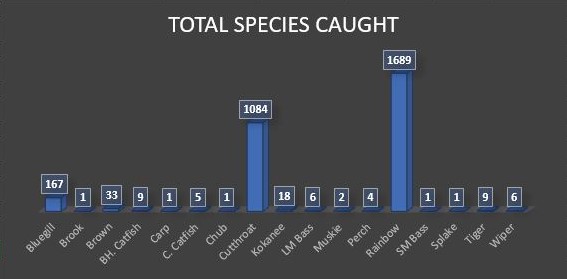 TOTAL SPECIES CAUGHT
167
1
33
9
1
5
1
1084
18
6
2
4
1689
1
1
9
6
Bluegill
Brook
Brown
BH. Catfish
Carp
C. Catfish
Chub
Cutthroat
Kokanee
LM Bass
Muskie
Perch
Rainbow
SM Bass
Splake
Tiger
Wiper